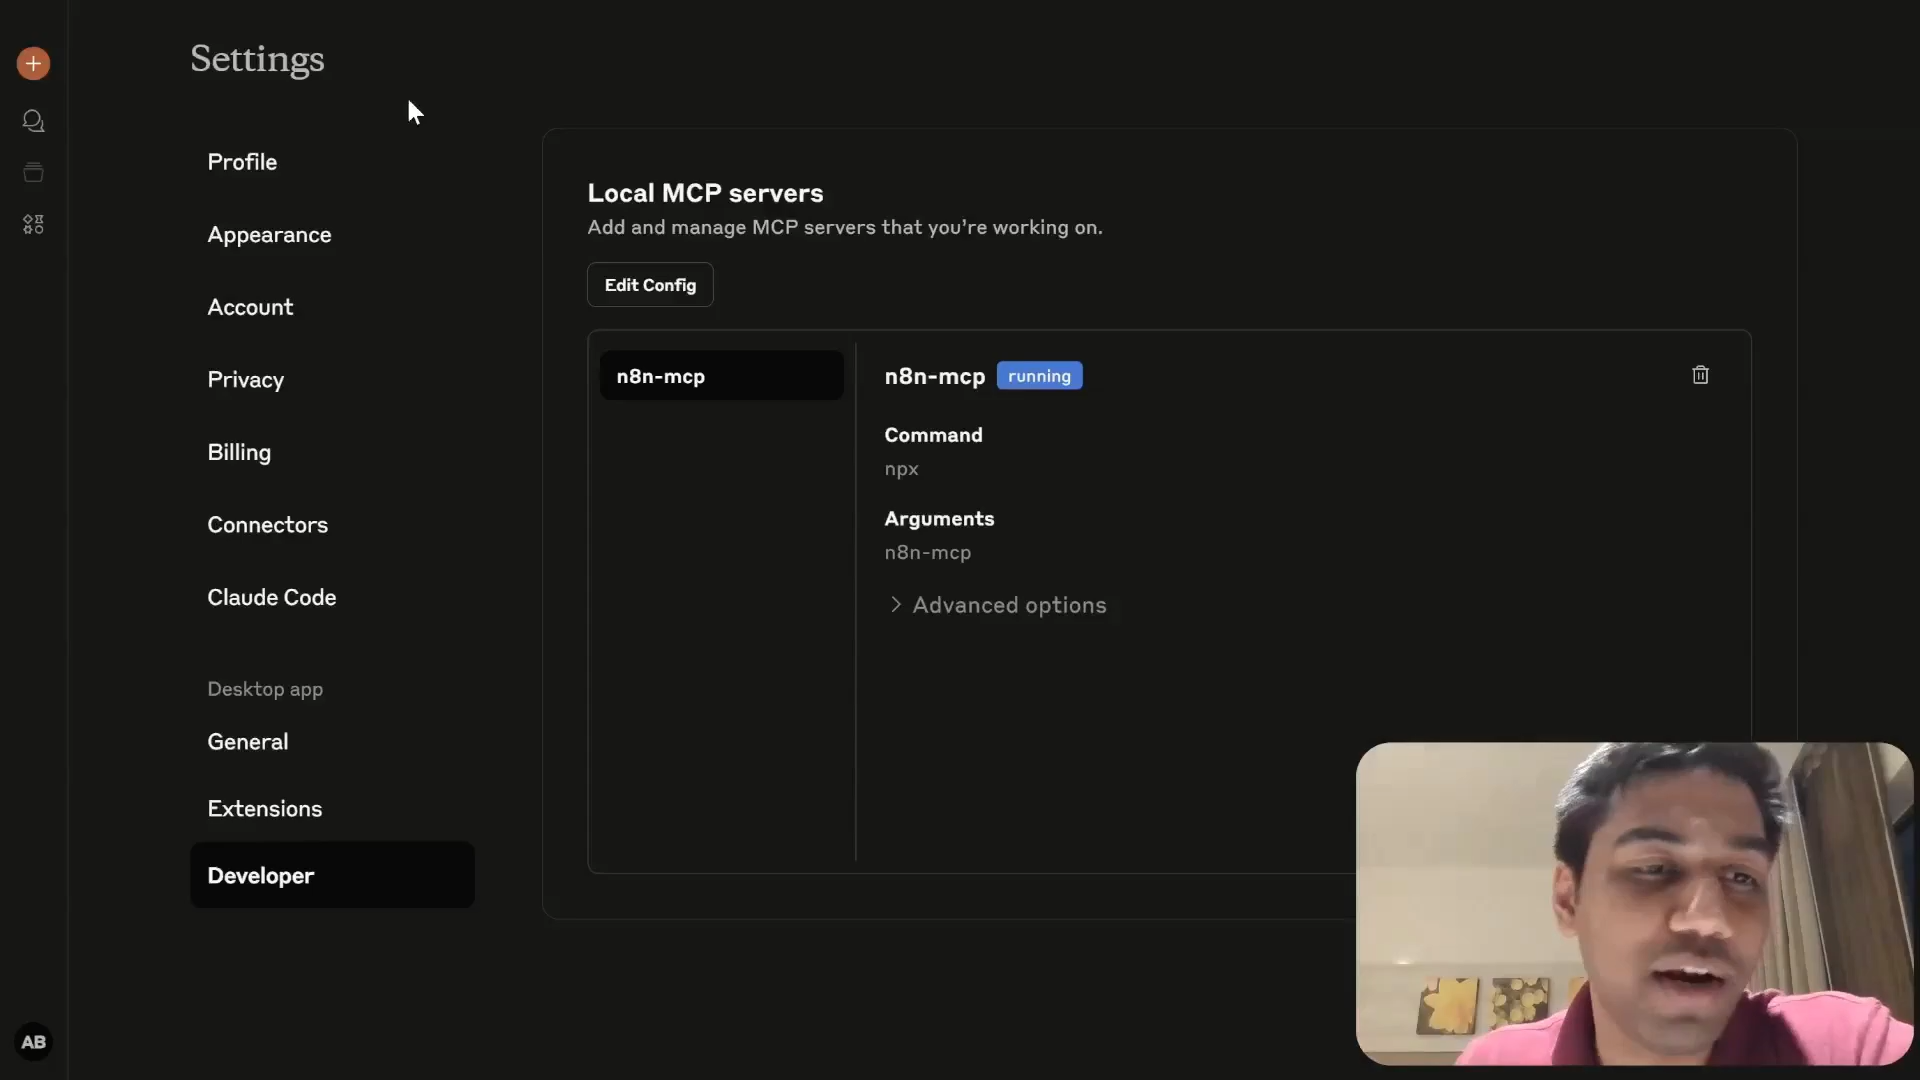 Settings
Profile
Appearance
Account
Privacy
Billing
Connectors
Claude Code
Desktop app
General
Extensions
Developer
AB
Local MCP servers
Add and manage MCP servers that you're working on.
Edit Config
n8n-mcp
n8n-mcp running
Command
npx
Arguments
n8n-mcp
Advanced options